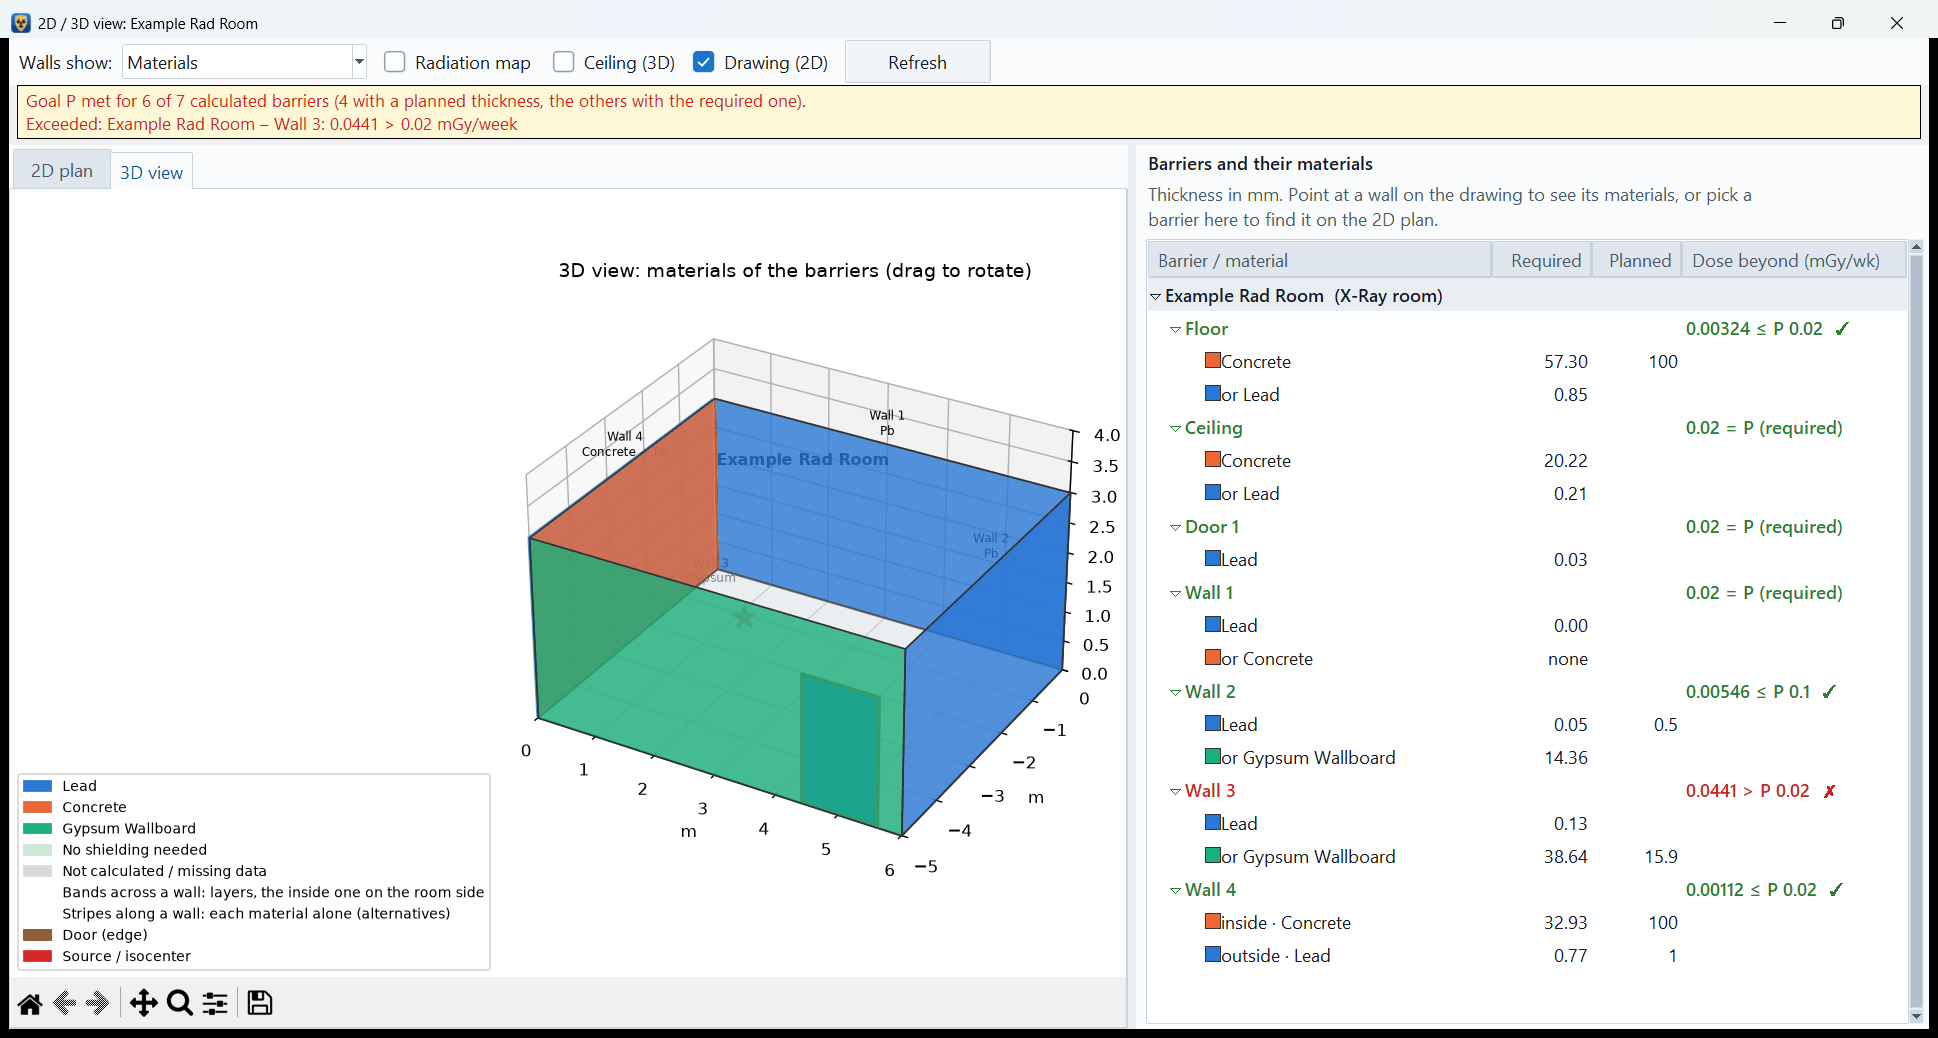 2D / 3D view: Example Rad Room
Walls show: Materials Radiation map Ceiling (3D) Drawing (2D) Refresh
Goal P met for 6 of 7 calculated barriers (4 with a planned thickness, the others with the required one).
Exceeded: Example Rad Room – Wall 3: 0.0441 > 0.02 mGy/week
2D plan 3D view
3D view: materials of the barriers (drag to rotate)
Wall 1
Pb
Wall 4
Concrete Pb
Example Rad Room
Wall 2
Pb
Wall 3
Gypsum
4.0
3.5
3.0
2.5
2.0
1.5
1.0
0.5
0.0
0
−1
−2
−3
−4
−5
m
0
1
2
3
4
5
6
m
Lead
Concrete
Gypsum Wallboard
No shielding needed
Not calculated / missing data
Bands across a wall: layers, the inside one on the room side
Stripes along a wall: each material alone (alternatives)
Door (edge)
Source / isocenter
Barriers and their materials
Thickness in mm. Point at a wall on the drawing to see its materials, or pick a
barrier here to find it on the 2D plan.
Barrier / material Required Planned Dose beyond (mGy/wk)
Example Rad Room (X-Ray room)
Floor 0.00324 ≤ P 0.02 ✓
Concrete 57.30 100
or Lead 0.85
Ceiling 0.02 = P (required)
Concrete 20.22
or Lead 0.21
Door 1 0.02 = P (required)
Lead 0.03
Wall 1 0.02 = P (required)
Lead 0.00
or Concrete none
Wall 2 0.00546 ≤ P 0.1 ✓
Lead 0.05 0.5
or Gypsum Wallboard 14.36
Wall 3 0.0441 > P 0.02 ✗
Lead 0.13
or Gypsum Wallboard 38.64 15.9
Wall 4 0.00112 ≤ P 0.02 ✓
inside · Concrete 32.93 100
outside · Lead 0.77 1